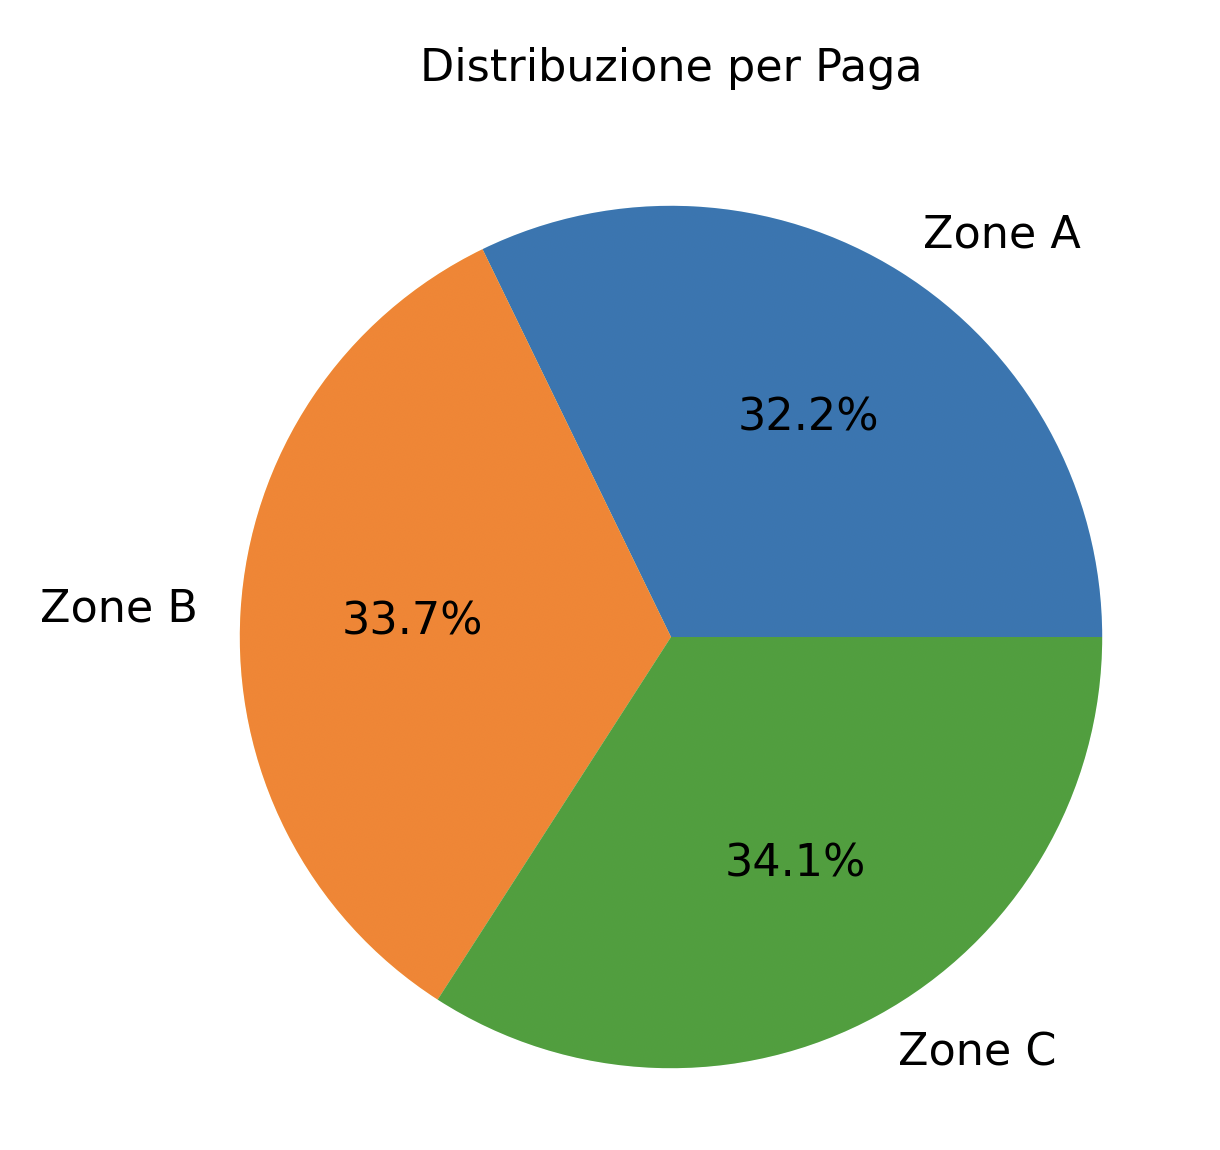 Distribuzione per Paga
Zone A
32.2%
Zone B
33.7%
34.1%
Zone C